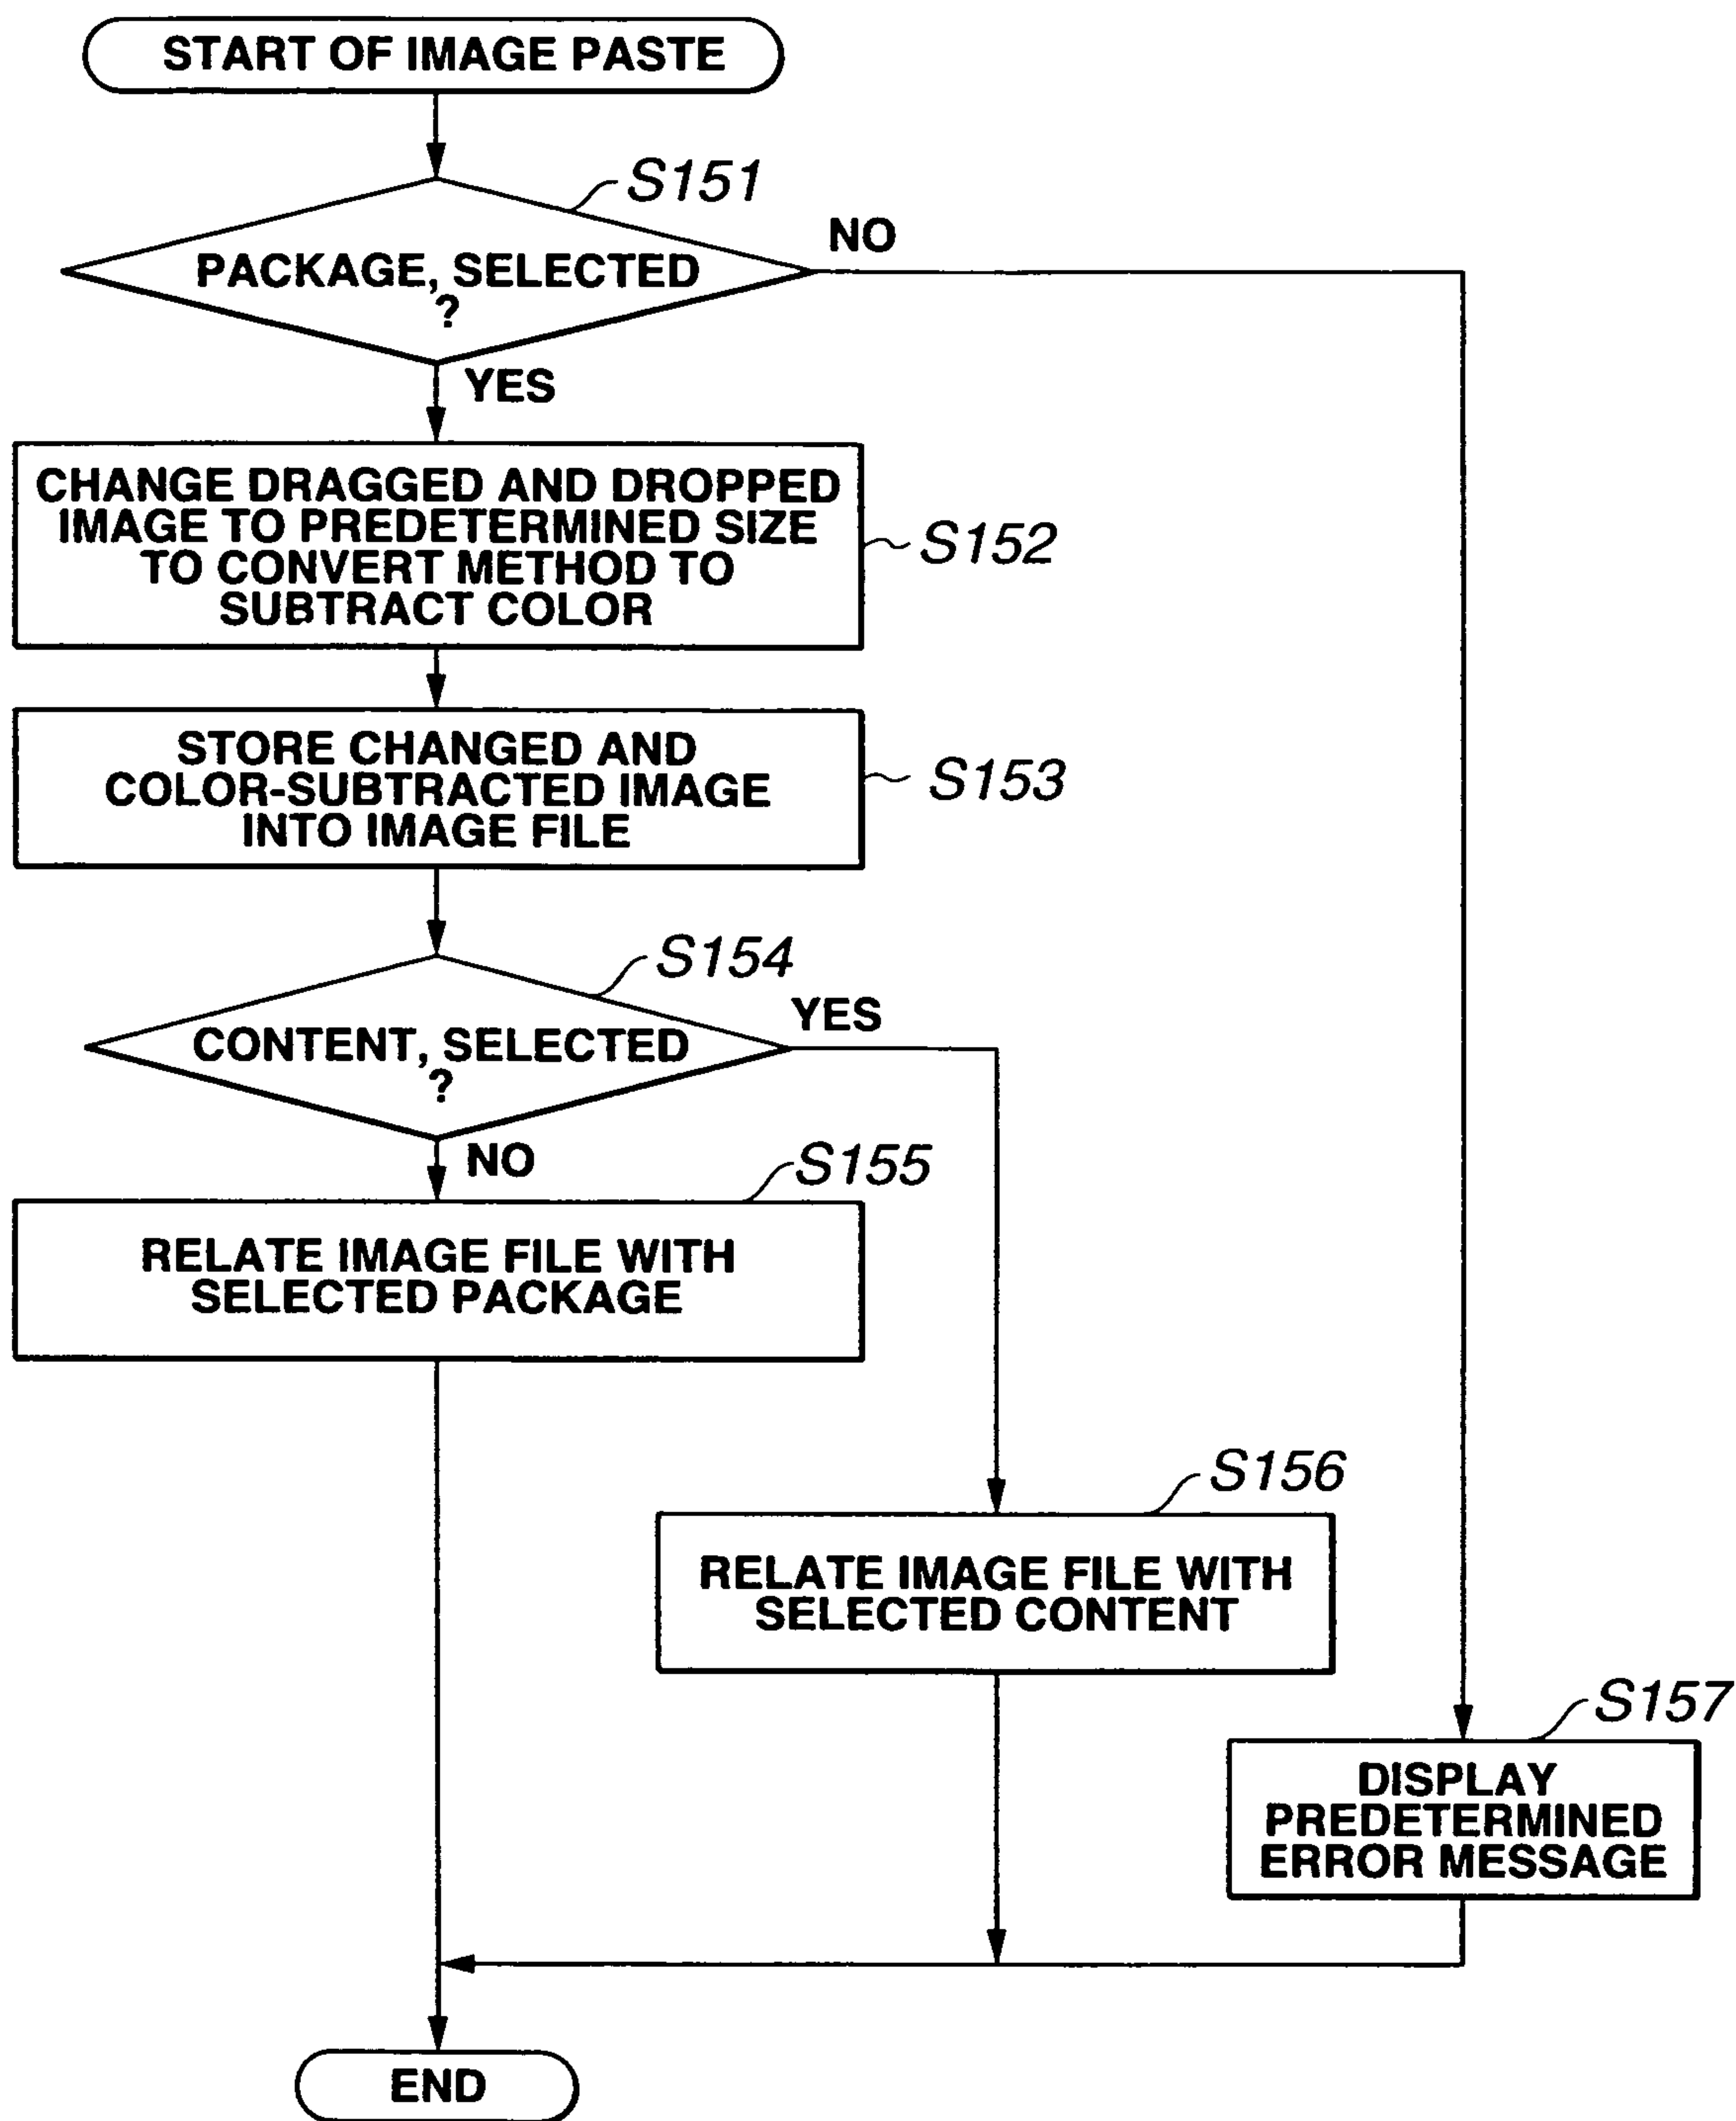 START OF IMAGE PASTE
S151
NO
PACKAGE, SELECTED
?
YES
CHANGE DRAGGED AND DROPPED
IMAGE TO PREDETERMINED SIZE
TO CONVERT METHOD TO
SUBTRACT COLOR
S152
STORE CHANGED AND
COLOR-SUBTRACTED IMAGE
INTO IMAGE FILE
S153
S154
YES
CONTENT, SELECTED
?
NO
S155
RELATE IMAGE FILE WITH
SELECTED PACKAGE
S156
RELATE IMAGE FILE WITH
SELECTED CONTENT
S157
DISPLAY
PREDETERMINED
ERROR MESSAGE
END